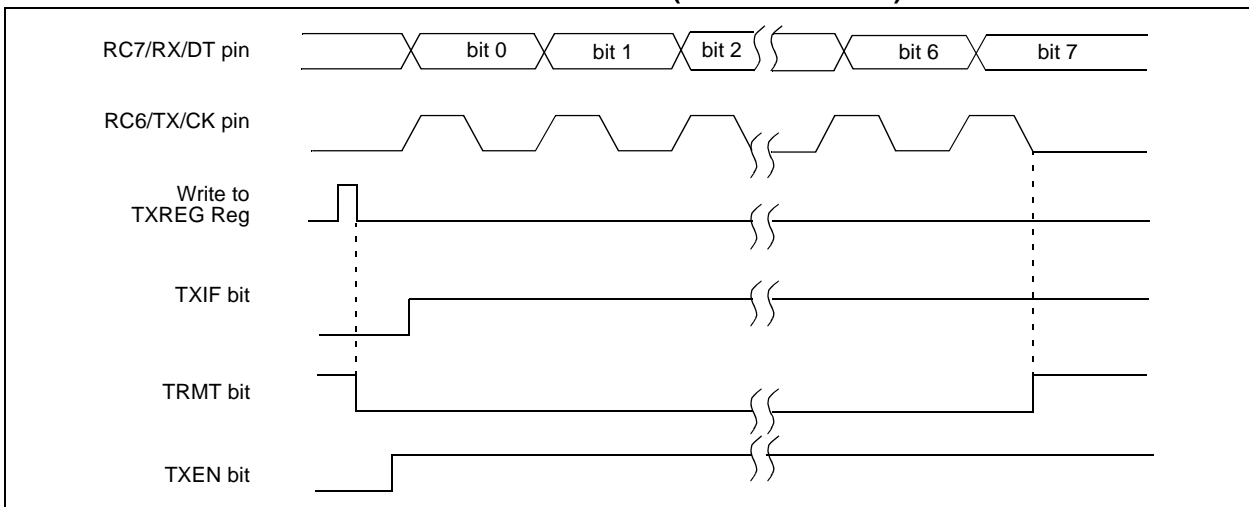 RC7/RX/DT pin
bit 0 bit 1 bit 2 bit 6 bit 7
RC6/TX/CK pin
Write to
TXREG Reg
TXIF bit
TRMT bit
TXEN bit